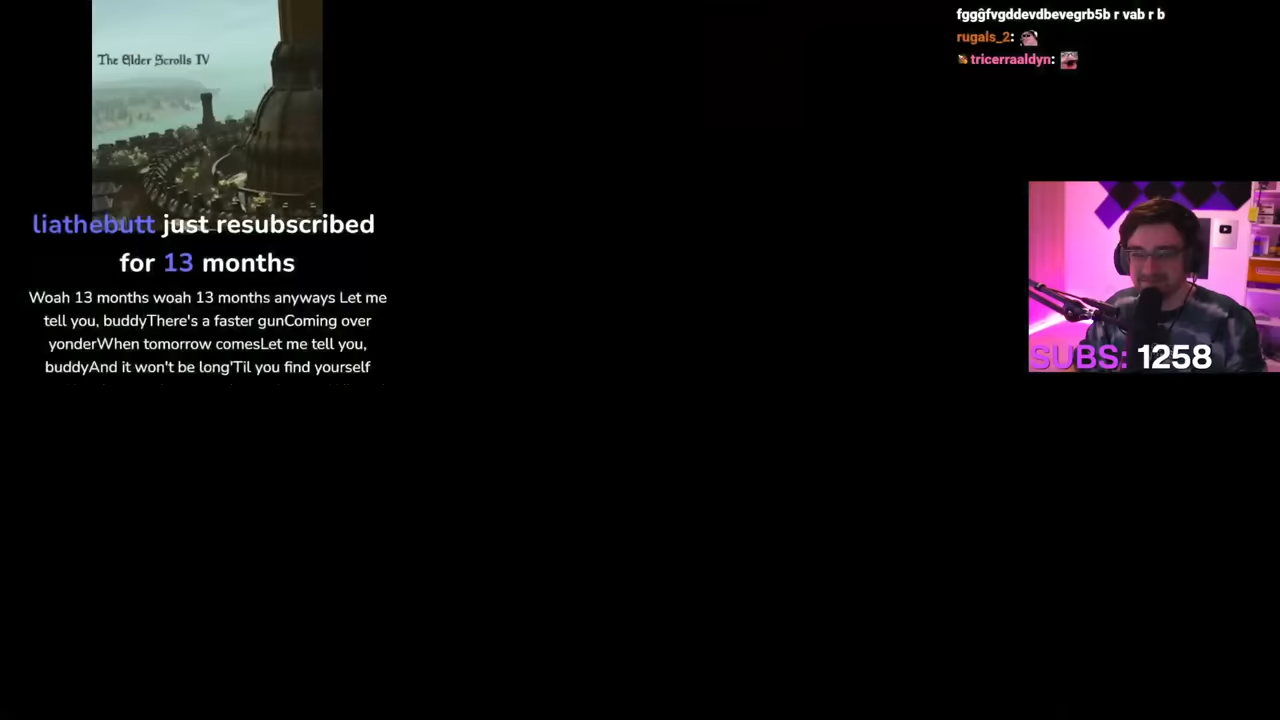 fggĝfvgddevdbevegrb5b r vab r b
rugals_2:
tricerraaldyn:
The Elder Scrolls IV
liathebutt just resubscribed
for 13 months
Woah 13 months woah 13 months anyways Let me
tell you, buddyThere's a faster gunComing over
yonderWhen tomorrow comesLet me tell you,
buddyAnd it won't be long'Til you find yourself
SUBS: 1258